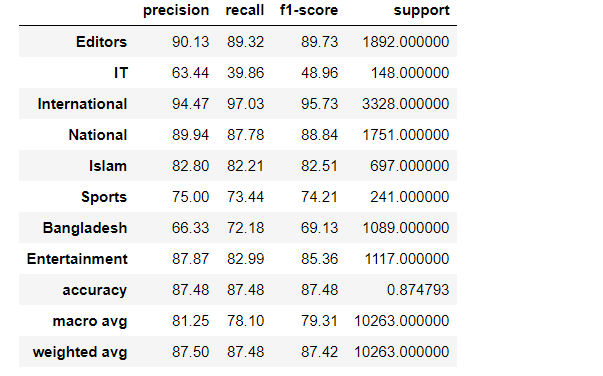 precision recall f1-score support
Editors 90.13 89.32 89.73 1892.000000
IT 63.44 39.86 48.96 148.000000
International 94.47 97.03 95.73 3328.000000
National 89.94 87.78 88.84 1751.000000
Islam 82.80 82.21 82.51 697.000000
Sports 75.00 73.44 74.21 241.000000
Bangladesh 66.33 72.18 69.13 1089.000000
Entertainment 87.87 82.99 85.36 1117.000000
accuracy 87.48 87.48 87.48 0.874793
macro avg 81.25 78.10 79.31 10263.000000
weighted avg 87.50 87.48 87.42 10263.000000